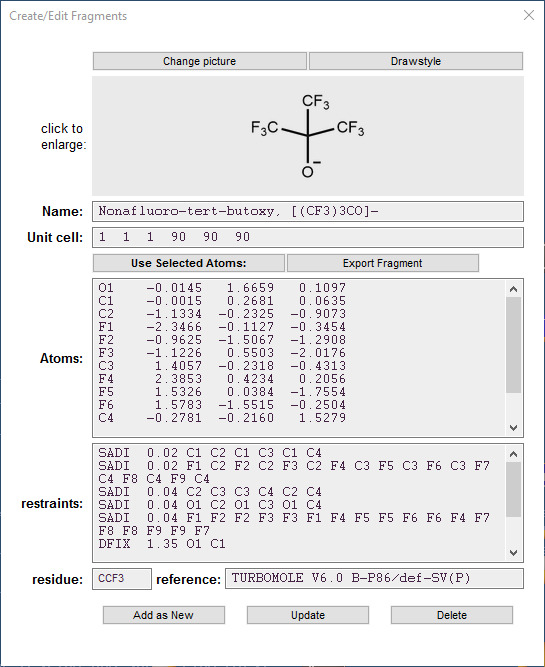 Create/Edit Fragments
Change picture Drawstyle
click to
enlarge:
CF3
F3C CF3
O−
Name: Nonafluoro-tert-butoxy, [(CF3)3CO]-
Unit cell: 1 1 1 90 90 90
Use Selected Atoms: Export Fragment
Atoms:
O1 -0.0145 1.6659 0.1097
C1 -0.0015 0.2681 0.0635
C2 -1.1334 -0.2325 -0.9073
F1 -2.3466 -0.1127 -0.3454
F2 -0.9625 -1.5067 -1.2908
F3 -1.1226 0.5503 -2.0176
C3 1.4057 -0.2318 -0.4313
F4 2.3853 0.4234 0.2056
F5 1.5326 0.0384 -1.7554
F6 1.5783 -1.5515 -0.2504
C4 -0.2781 -0.2160 1.5279
restraints:
SADI 0.02 C1 C2 C1 C3 C1 C4
SADI 0.02 F1 C2 F2 C2 F3 C2 F4 C3 F5 C3 F6 C3 F7
C4 F8 C4 F9 C4
SADI 0.04 C2 C3 C3 C4 C2 C4
SADI 0.04 O1 C2 O1 C3 O1 C4
SADI 0.04 F1 F2 F2 F3 F3 F1 F4 F5 F5 F6 F6 F4 F7
F8 F8 F9 F9 F7
DFIX 1.35 O1 C1
residue: CCF3 reference: TURBOMOLE V6.0 B-P86/def-SV(P)
Add as New Update Delete